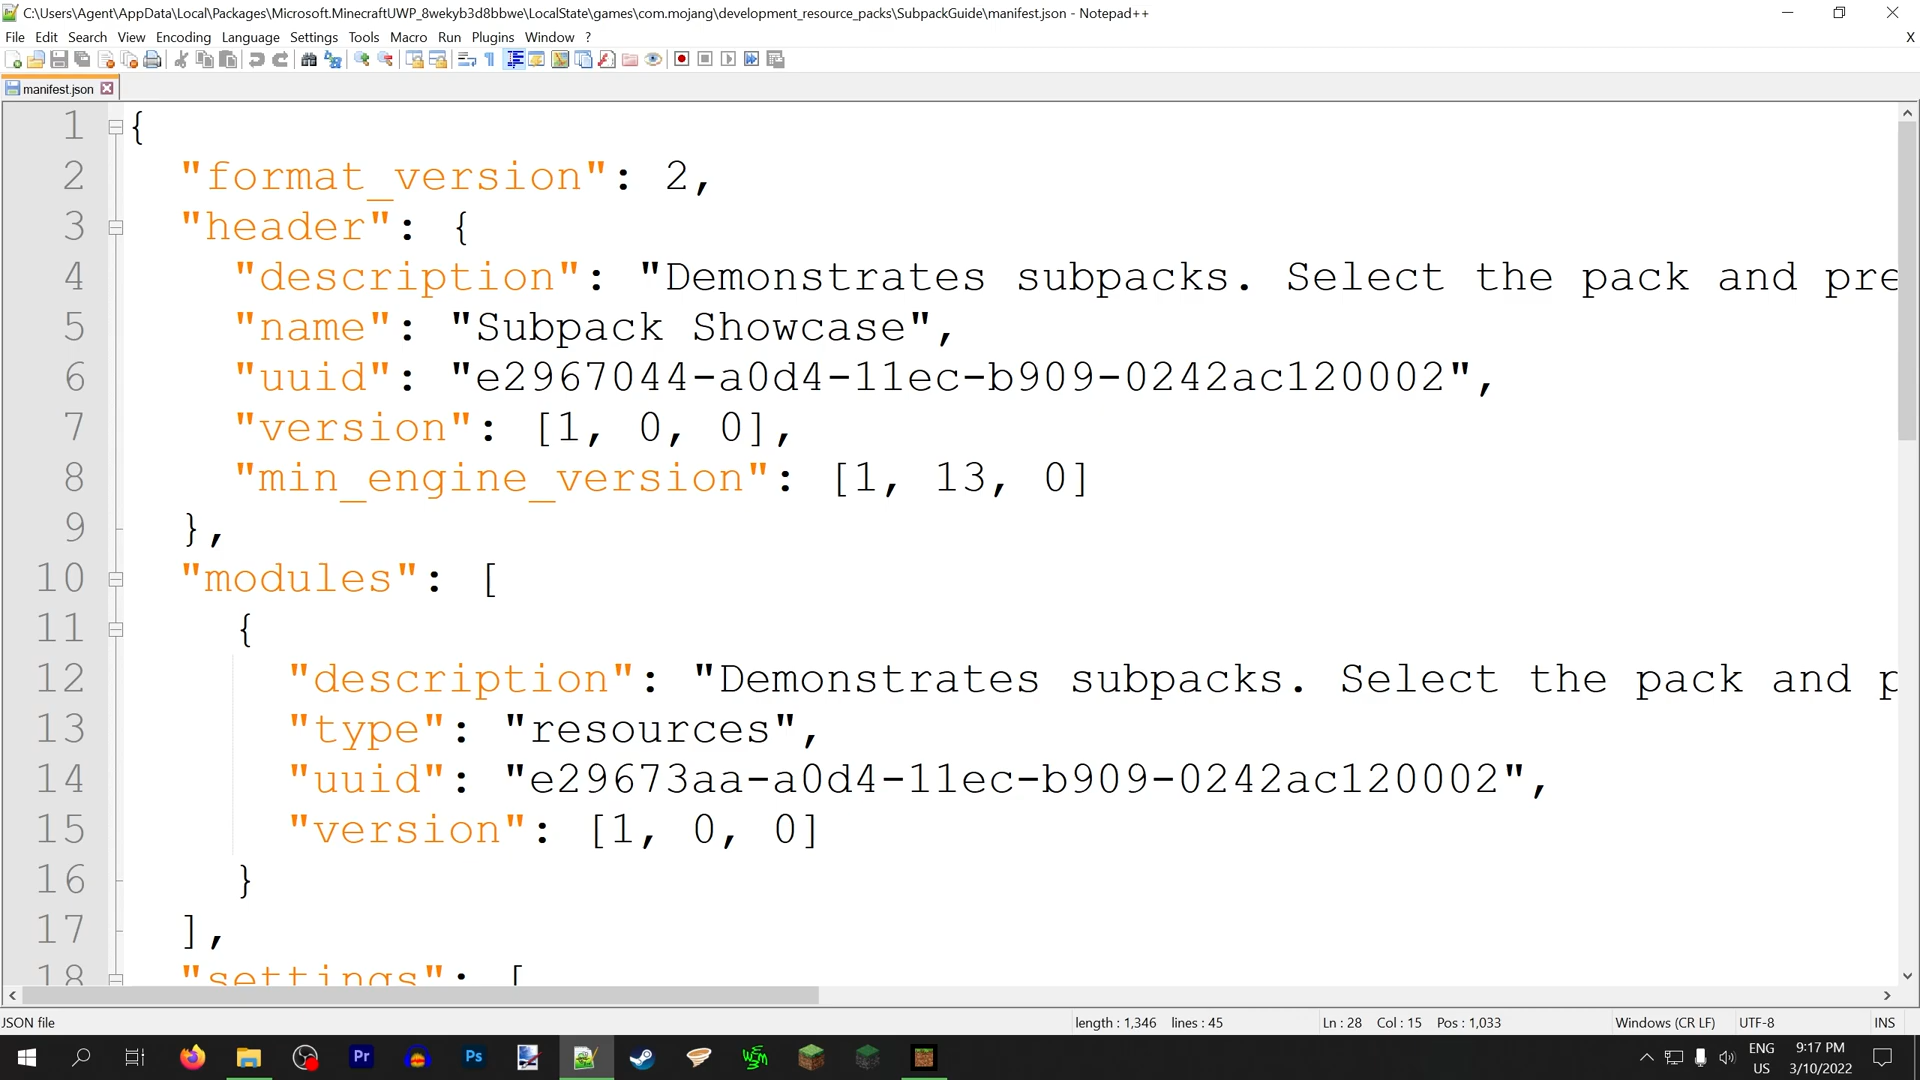 C:\Users\Agent\AppData\Local\Packages\Microsoft.MinecraftUWP_8wekyb3d8bbwe\LocalState\games\com.mojang\development_resource_packs\SubpackGuide\manifest.json - Notepad++
File Edit Search View Encoding Language Settings Tools Macro Run Plugins Window ? X
manifest.json
1 {
2 "format_version": 2,
3 "header": {
4 "description": "Demonstrates subpacks. Select the pack and pre
5 "name": "Subpack Showcase",
6 "uuid": "e2967044-a0d4-11ec-b909-0242ac120002",
7 "version": [1, 0, 0],
8 "min_engine_version": [1, 13, 0]
9 },
10 "modules": [
11 {
12 "description": "Demonstrates subpacks. Select the pack and p
13 "type": "resources",
14 "uuid": "e29673aa-a0d4-11ec-b909-0242ac120002",
15 "version": [1, 0, 0]
16 }
17 ],
18 "settings": [
JSON file length : 1,346 lines : 45 Ln : 28 Col : 15 Pos : 1,033 Windows (CR LF) UTF-8 INS
Pr Ps ENG 9:17 PM
US 3/10/2022